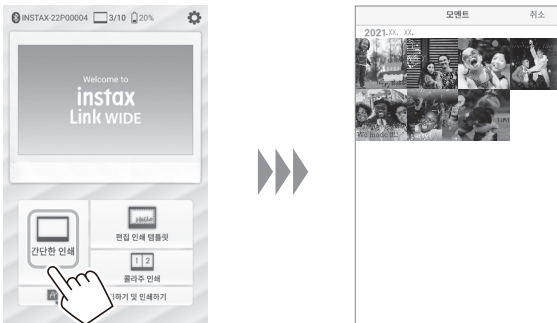 INSTAX-22P00004 3/10 20%
Welcome to
instax
Link WIDE
간단한 인쇄
편집 인쇄 템플릿
1 2
콜라주 인쇄
하기 및 인쇄하기
모멘트 취소
2021.XX. XX.